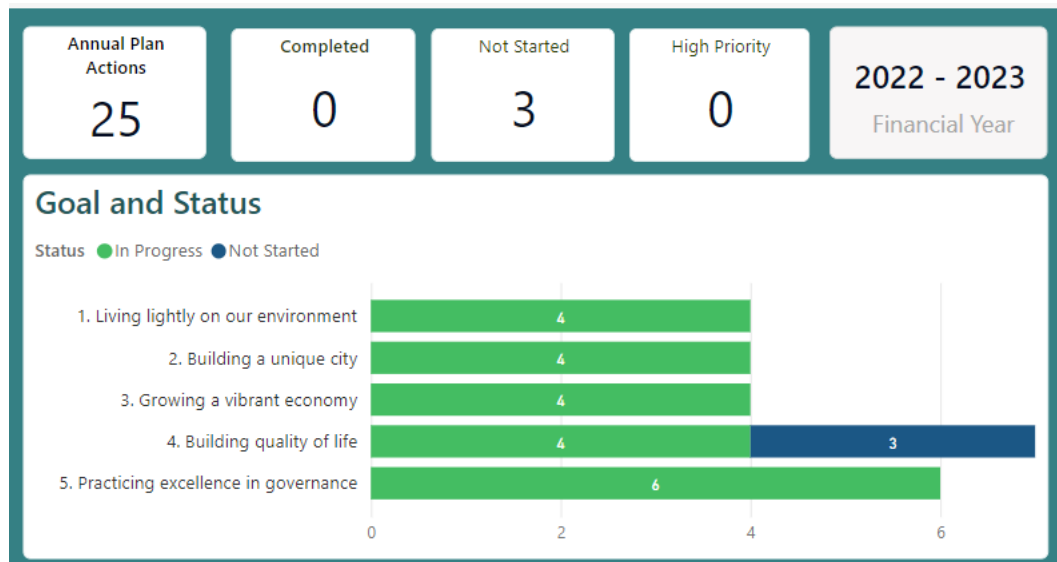 Annual Plan
Actions
25
Completed
0
Not Started
3
High Priority
0
2022 - 2023
Financial Year
Goal and Status
Status In Progress Not Started
1. Living lightly on our environment 4
2. Building a unique city 4
3. Growing a vibrant economy 4
4. Building quality of life 4 3
5. Practicing excellence in governance 6
0 2 4 6